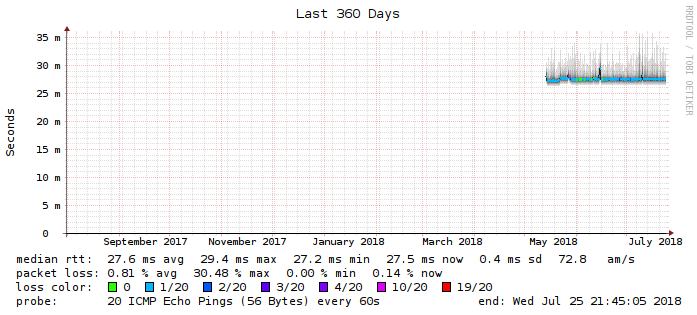 Last 360 Days
RRDTOOL / TOBI OETIKER
Seconds
35 m
30 m
25 m
20 m
15 m
10 m
5 m
0
September 2017 November 2017 January 2018 March 2018 May 2018 July 2018
median rtt: 27.6 ms avg 29.4 ms max 27.2 ms min 27.5 ms now 0.4 ms sd 72.8 am/s
packet loss: 0.81 % avg 30.48 % max 0.00 % min 0.14 % now
loss color: 0 1/20 2/20 3/20 4/20 10/20 19/20
probe: 20 ICMP Echo Pings (56 Bytes) every 60s end: Wed Jul 25 21:45:05 2018